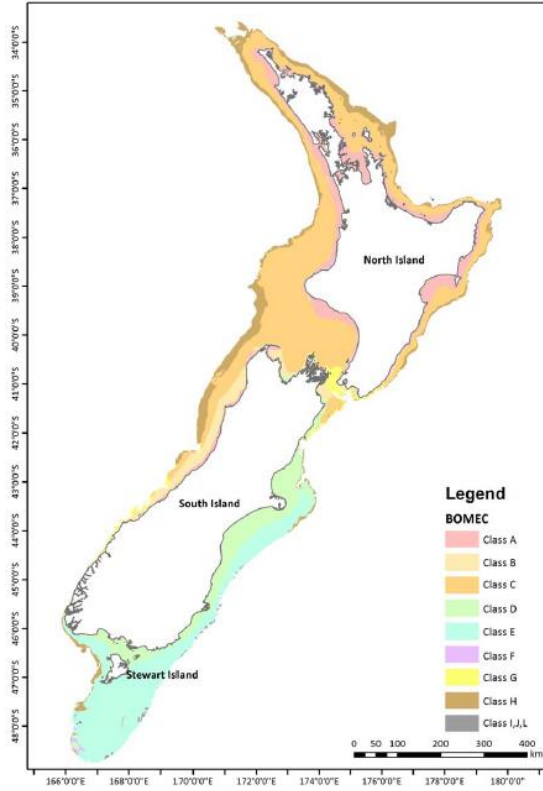 34°0'0"S
35°0'0"S
36°0'0"S
37°0'0"S
38°0'0"S
39°0'0"S
40°0'0"S
41°0'0"S
42°0'0"S
43°0'0"S
44°0'0"S
45°0'0"S
46°0'0"S
47°0'0"S
48°0'0"S
North Island
South Island
Stewart Island
Legend
BOMEC
Class A
Class B
Class C
Class D
Class E
Class F
Class G
Class H
Class I,J,L
0 50 100 200 300 400
km
166°0'0"E 168°0'0"E 170°0'0"E 172°0'0"E 174°0'0"E 176°0'0"E 178°0'0"E 180°0'0"